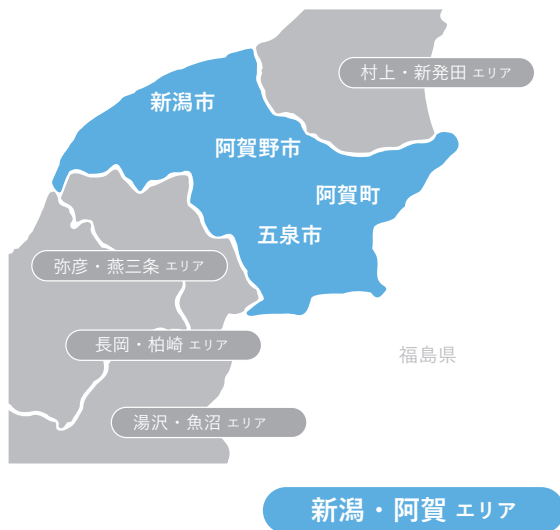 村上・新発田 エリア
新潟市
阿賀野市
阿賀町
五泉市
弥彦・燕三条 エリア
長岡・柏崎 エリア
福島県
湯沢・魚沼 エリア
新潟・阿賀 エリア